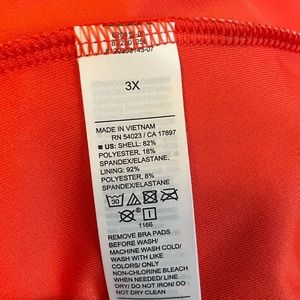 3X
MADE IN VIETNAM
RN 54023 / CA 17897
US: SHELL: 82%
POLYESTER, 18%
SPANDEX/ELASTANE,
LINING: 92%
POLYESTER, 8%
SPANDEX/ELASTANE
30
1166
REMOVE BRA PADS
BEFORE WASH/
MACHINE WASH COLD/
WASH WITH LIKE
COLORS/ ONLY
NON-CHLORINE BLEACH
WHEN NEEDED/ LINE
DRY/ DO NOT IRON/ DO
NOT DRY CLEAN